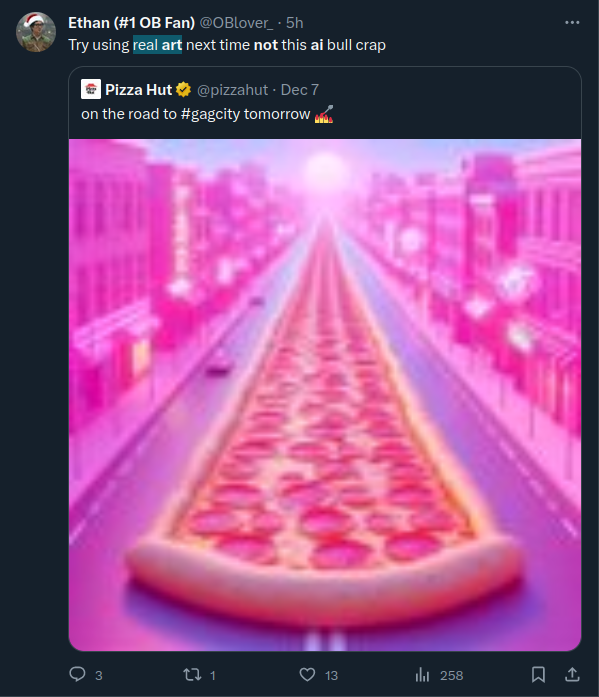 Ethan (#1 OB Fan) @OBlover_ · 5h
Try using real art next time not this ai bull crap
Pizza Hut @pizzahut · Dec 7
on the road to #gagcity tomorrow 💅
3 1 13 258